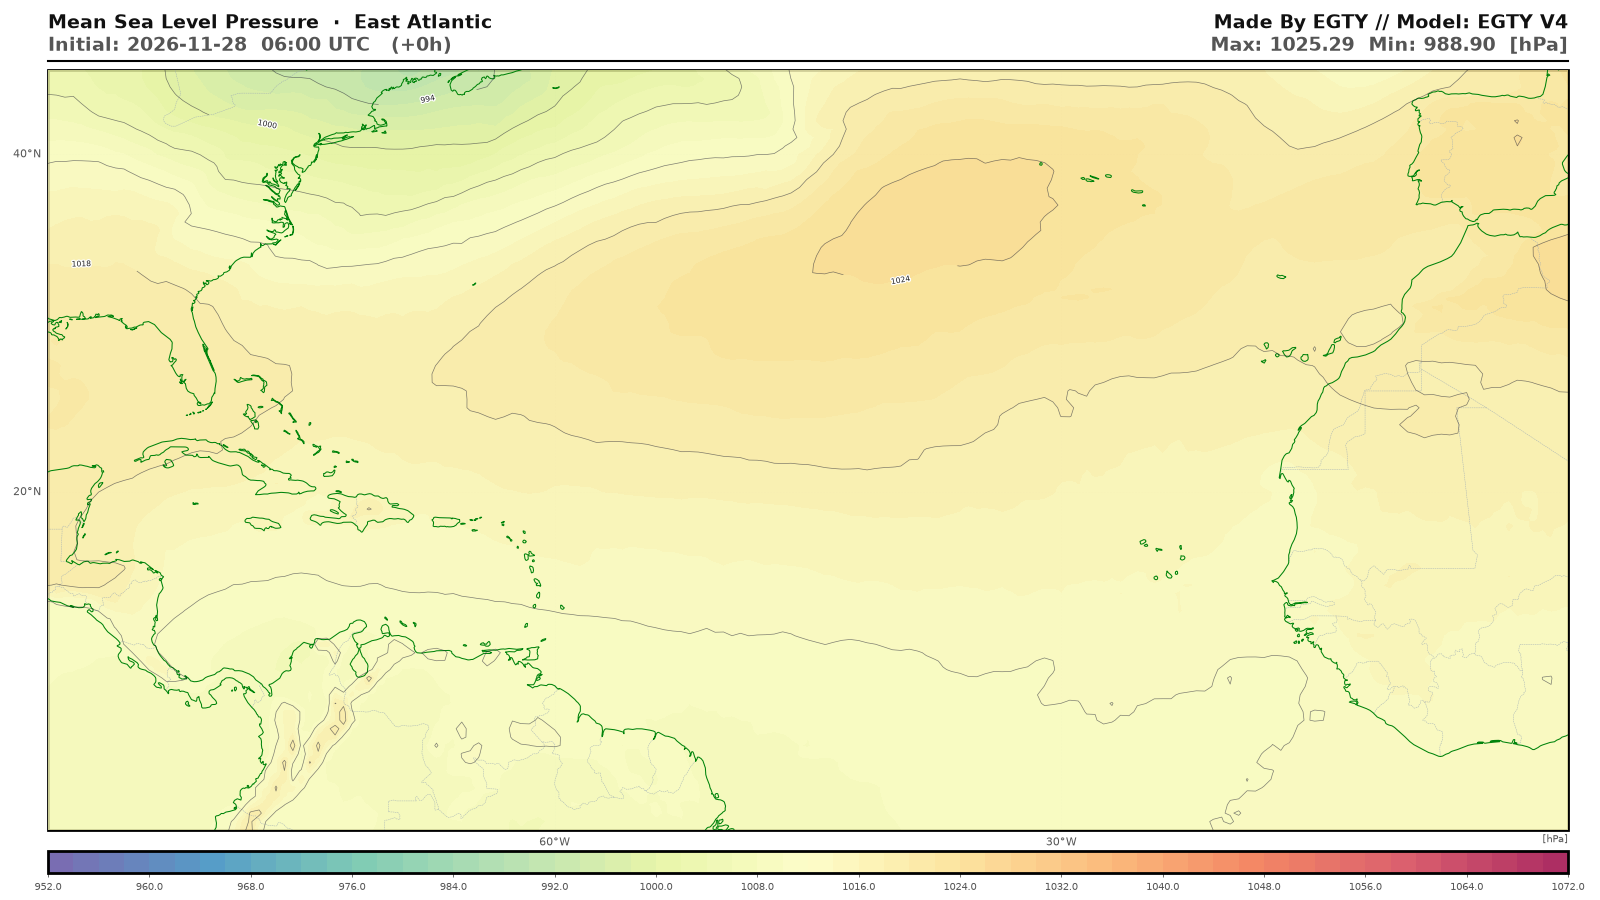 Mean Sea Level Pressure · East Atlantic
Made By EGTY // Model: EGTY V4
Initial: 2026-11-28 06:00 UTC (+0h)
Max: 1025.29 Min: 988.90 [hPa]
994
1000
40°N
1018
1024
20°N
60°W
30°W
[hPa]
952.0
960.0
968.0
976.0
984.0
992.0
1000.0
1008.0
1016.0
1024.0
1032.0
1040.0
1048.0
1056.0
1064.0
1072.0